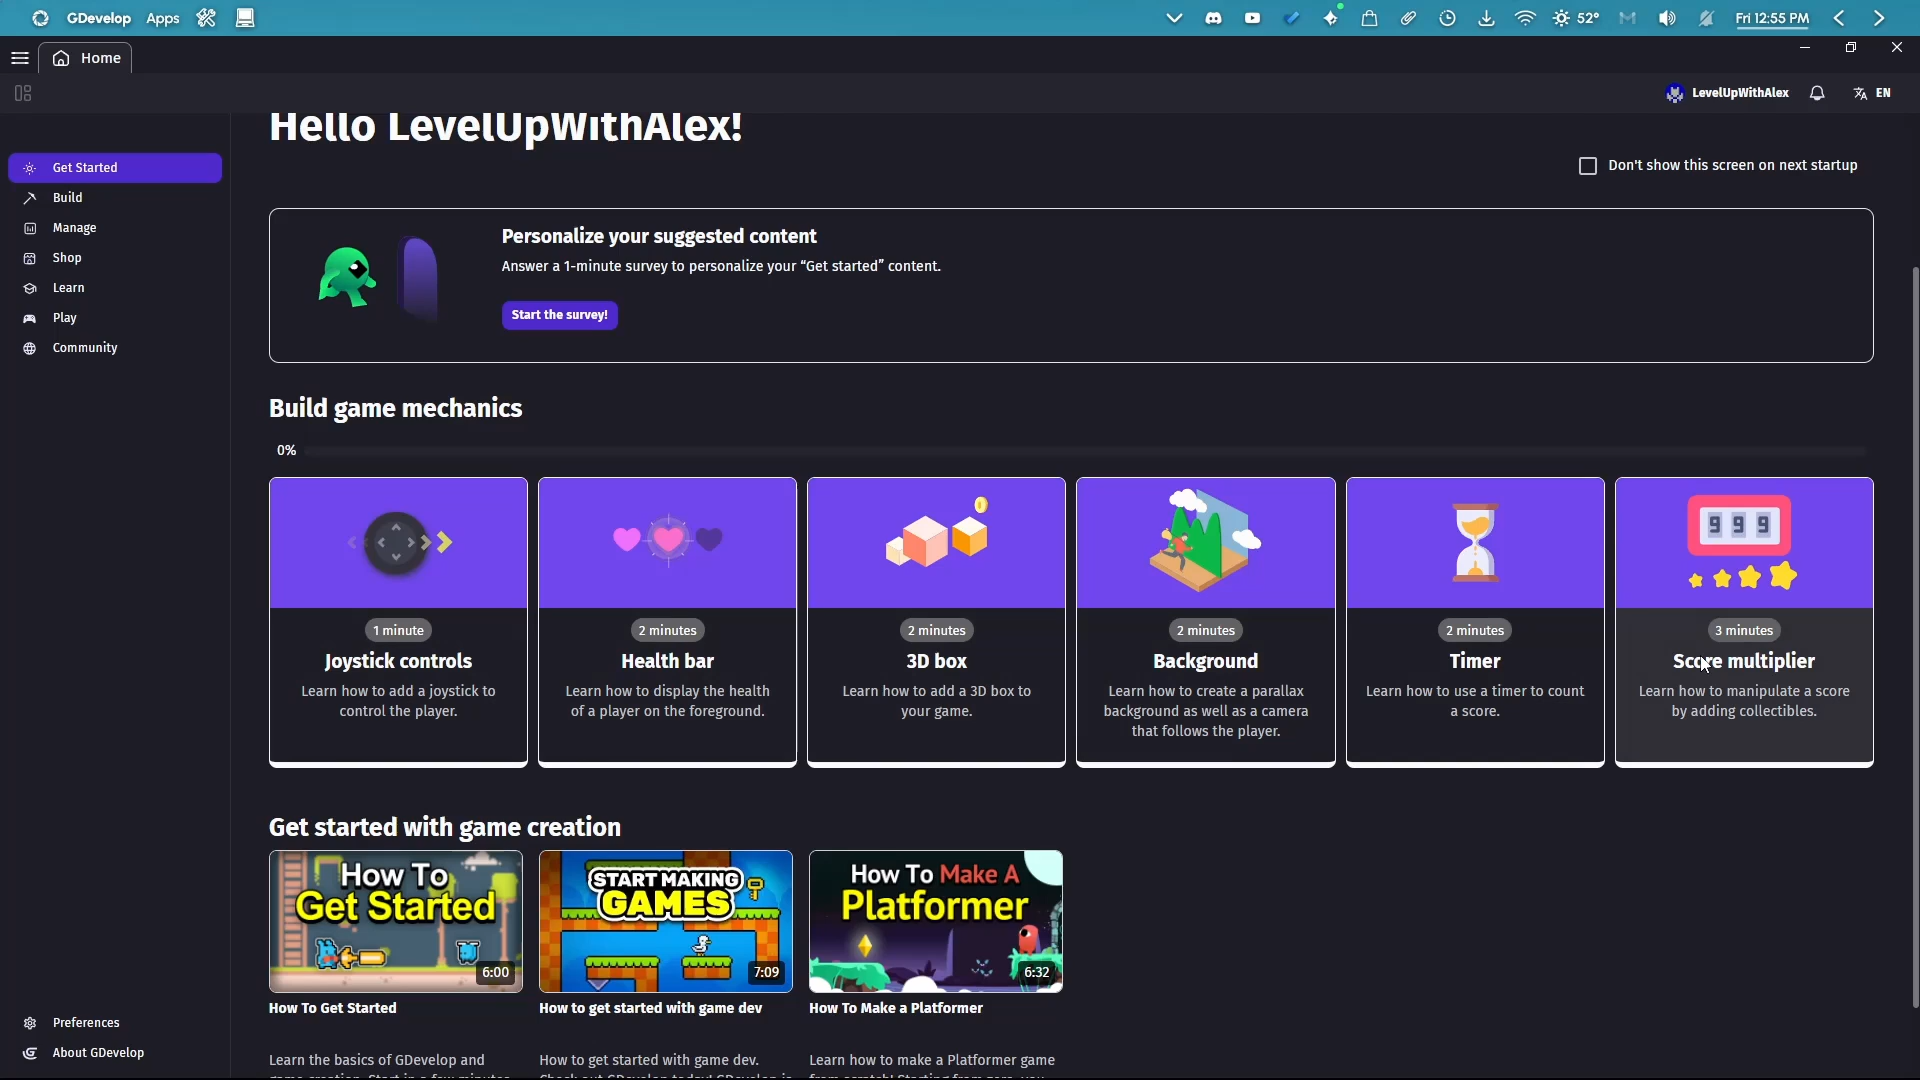 GDevelop Apps
52°
Fri 12:55 PM
Home
LevelUpWithAlex
EN
Hello LevelUpWithAlex!
Don't show this screen on next startup
Get Started
Build
Manage
Shop
Learn
Play
Community
Personalize your suggested content
Answer a 1-minute survey to personalize your “Get started” content.
Start the survey!
Build game mechanics
0%
999
1 minute
Joystick controls
Learn how to add a joystick to
control the player.
2 minutes
Health bar
Learn how to display the health
of a player on the foreground.
2 minutes
3D box
Learn how to add a 3D box to
your game.
2 minutes
Background
Learn how to create a parallax
background as well as a camera
that follows the player.
2 minutes
Timer
Learn how to use a timer to count
a score.
3 minutes
Score multiplier
Learn how to manipulate a score
by adding collectibles.
Get started with game creation
How To
Get Started
6:00
START MAKING
GAMES
7:09
How To Make A
Platformer
6:32
How To Get Started
How to get started with game dev
How To Make a Platformer
Learn the basics of GDevelop and
How to get started with game dev.
Learn how to make a Platformer game
Preferences
About GDevelop